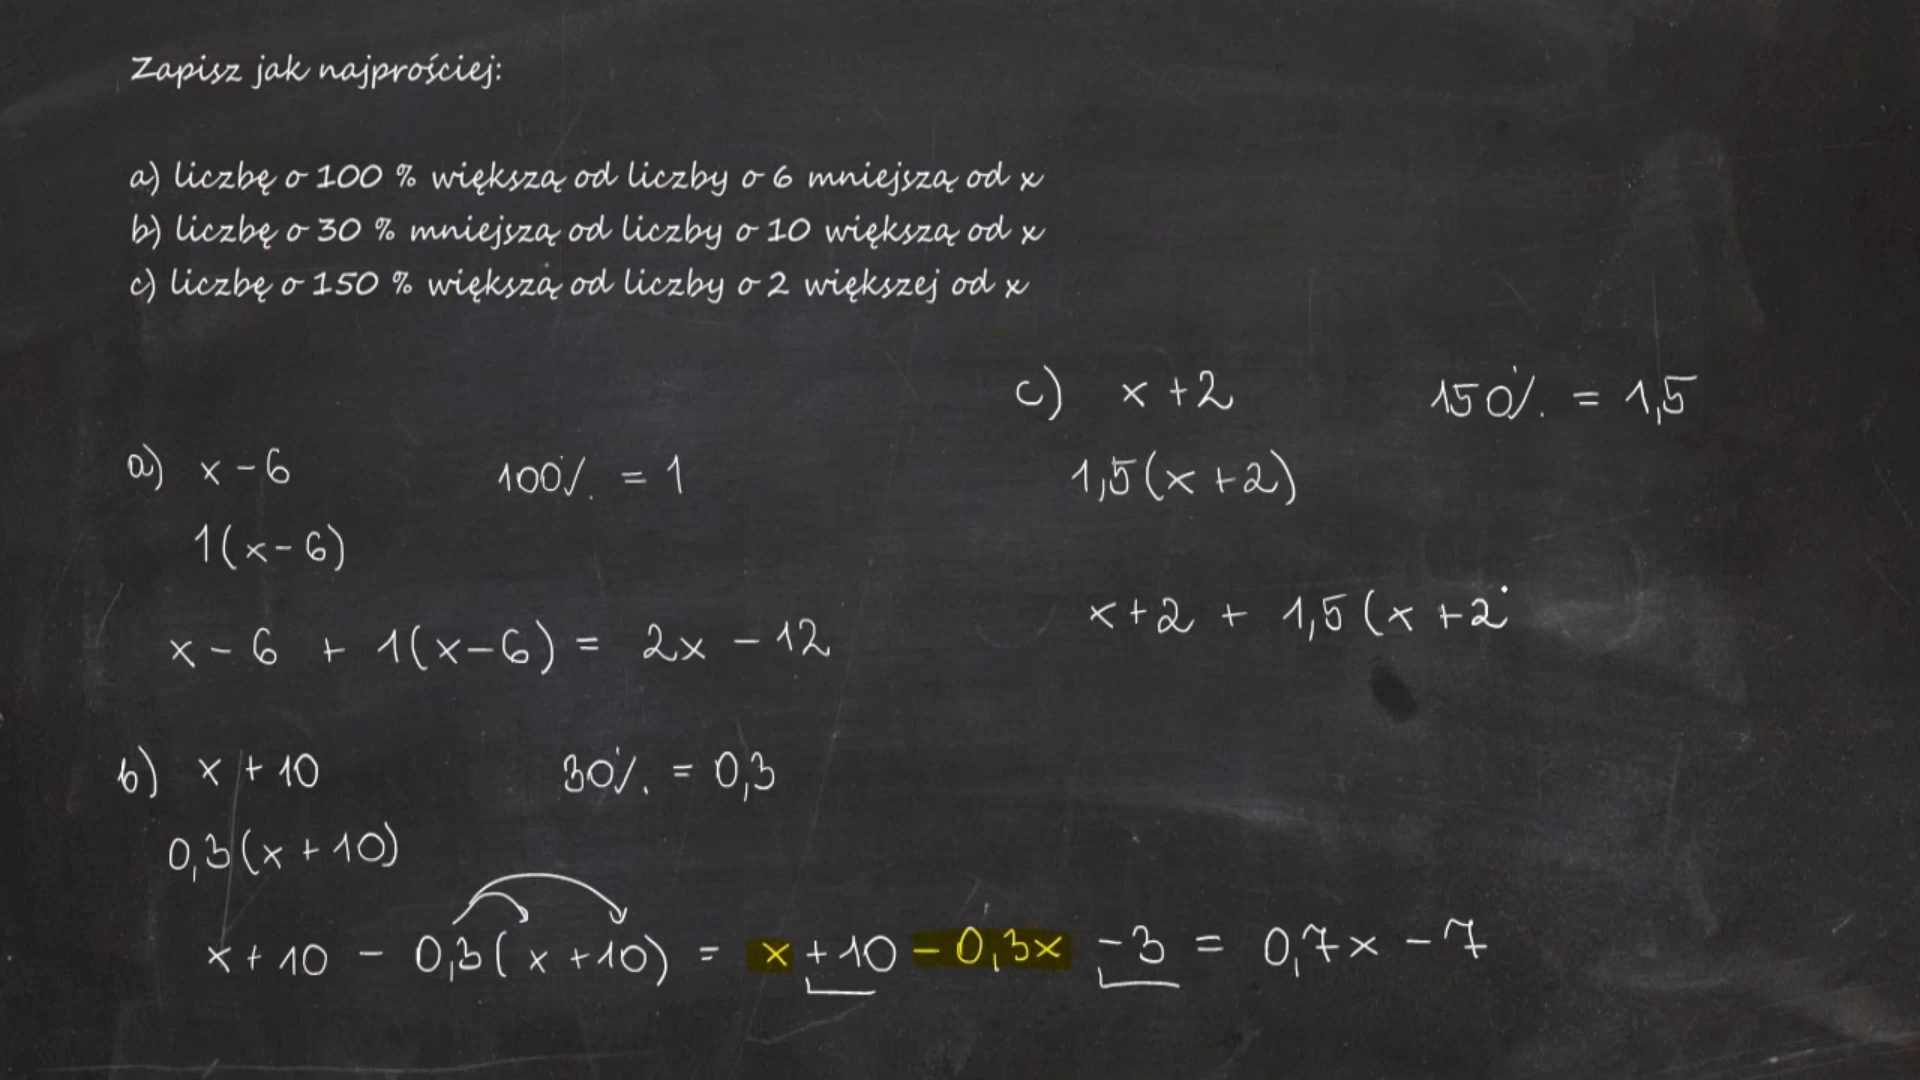 Zapisz jak najprościej:
a) liczbę o 100 % większą od liczby o 6 mniejszą od x
b) liczbę o 30 % mniejszą od liczby o 10 większą od x
c) liczbę o 150 % większą od liczby o 2 większej od x
a) x - 6 100% = 1
1(x - 6)
x - 6 + 1(x - 6) = 2x - 12
b) x + 10 30% = 0,3
0,3(x + 10)
x + 10 - 0,3(x + 10) = x + 10 - 0,3x - 3 = 0,7x - 7
c) x + 2 150% = 1,5
1,5(x + 2)
x + 2 + 1,5(x + 2